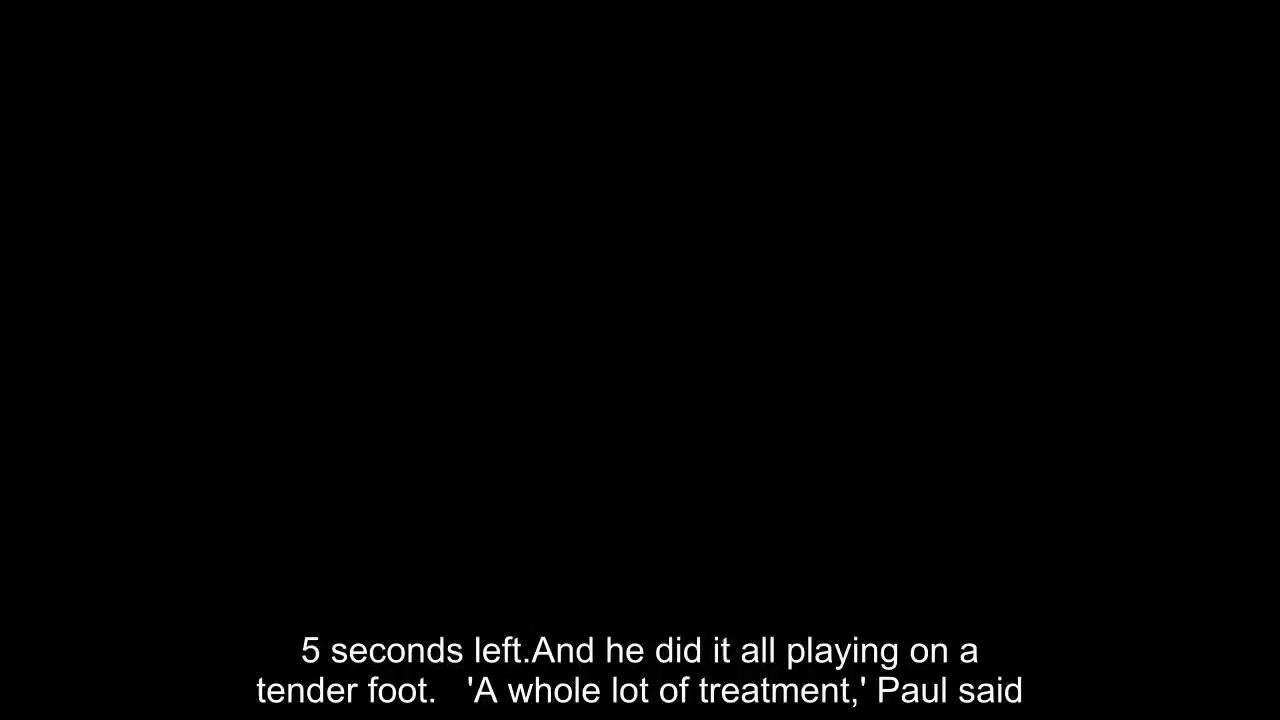 5 seconds left.And he did it all playing on a
tender foot.   'A whole lot of treatment,' Paul said